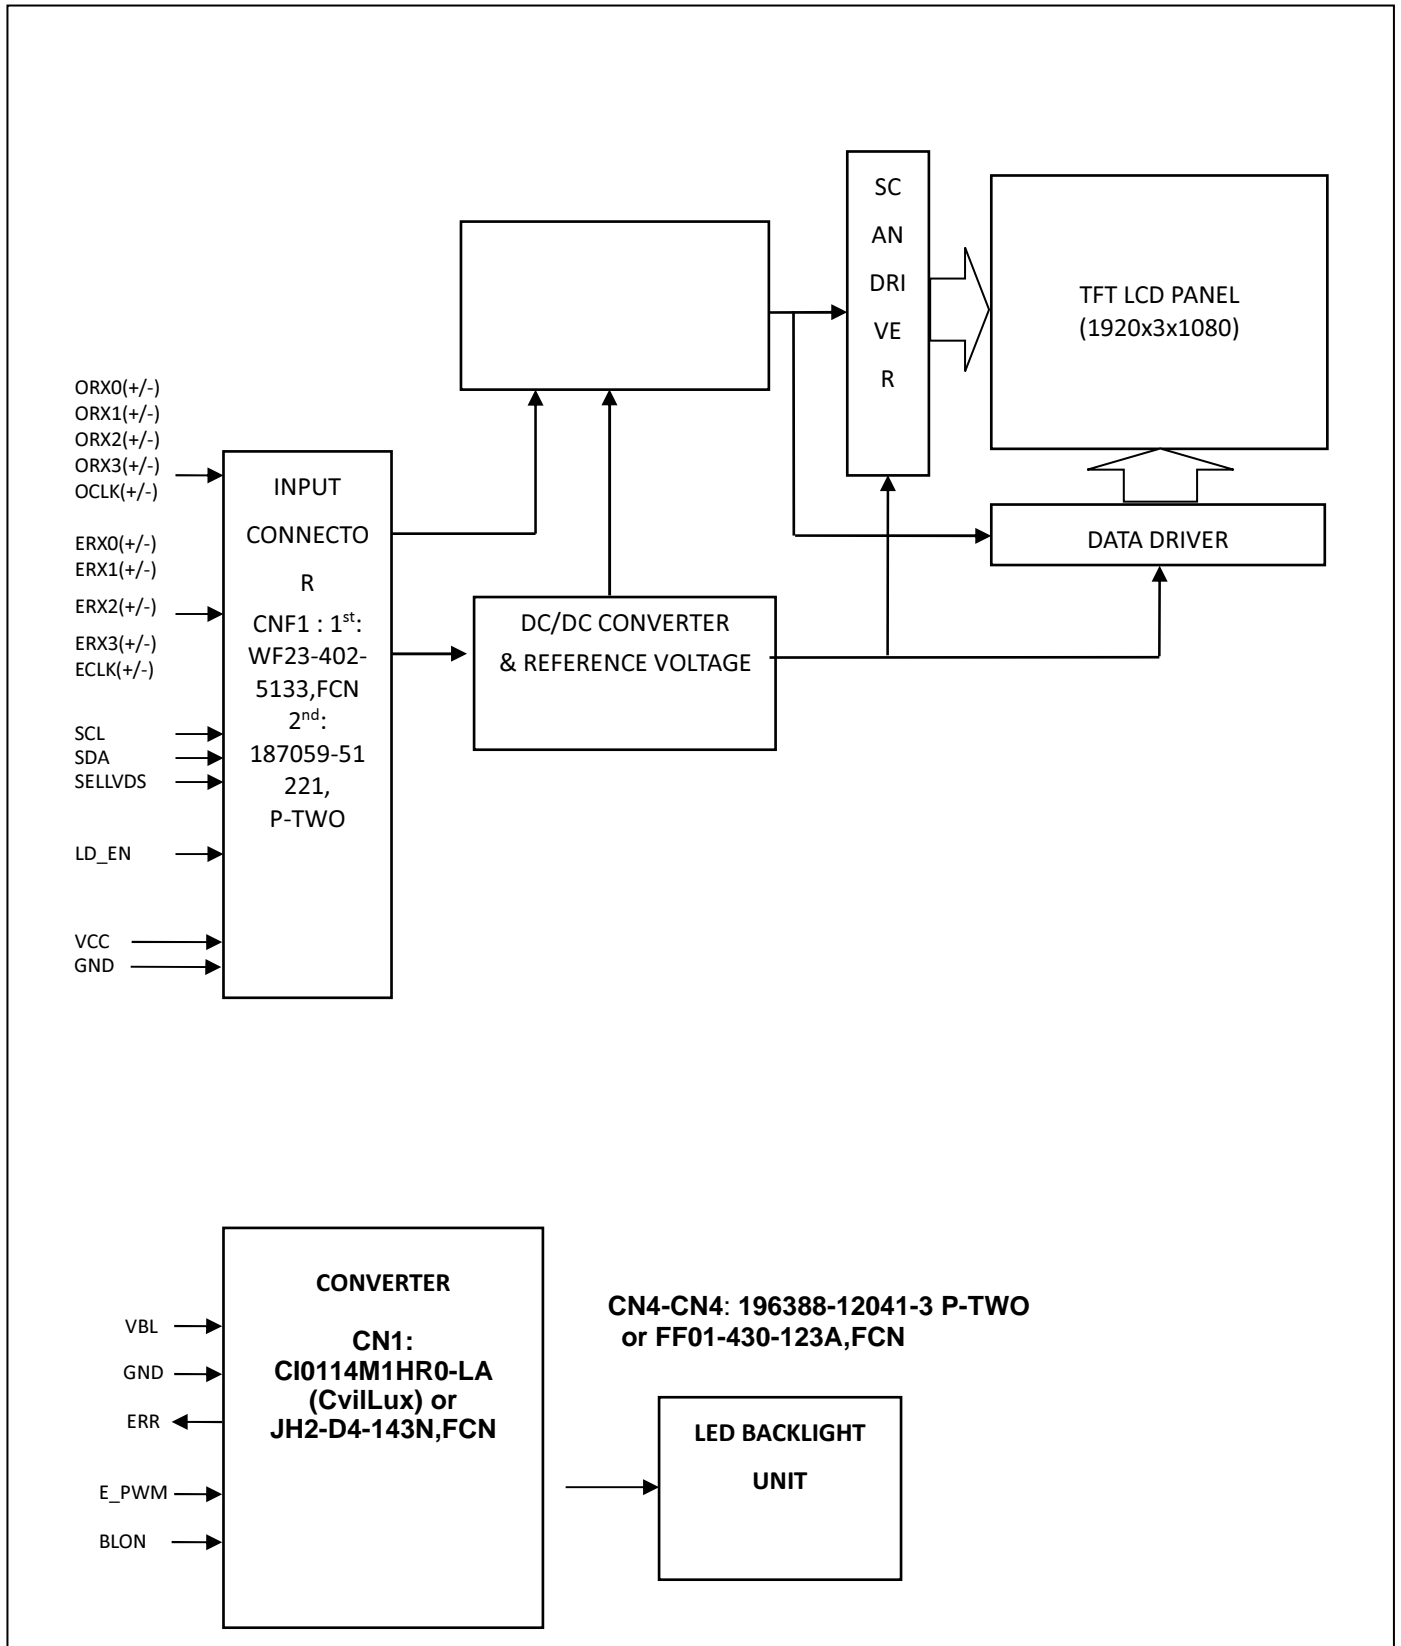 SC
AN
DRI
VE
R
TFT LCD PANEL
(1920x3x1080)
ORX0(+/-)
ORX1(+/-)
ORX2(+/-)
ORX3(+/-)
OCLK(+/-)
ERX0(+/-)
ERX1(+/-)
ERX2(+/-)
ERX3(+/-)
ECLK(+/-)
SCL
SDA
SELLVDS
LD_EN
VCC
GND
INPUT
CONNECTO
R
CNF1 : 1st:
WF23-402-
5133,FCN
2nd:
187059-51
221,
P-TWO
DC/DC CONVERTER
& REFERENCE VOLTAGE
DATA DRIVER
VBL
GND
ERR
E_PWM
BLON
CONVERTER
CN1:
CI0114M1HR0-LA
(CvilLux) or
JH2-D4-143N,FCN
CN4-CN4: 196388-12041-3 P-TWO
or FF01-430-123A,FCN
LED BACKLIGHT
UNIT